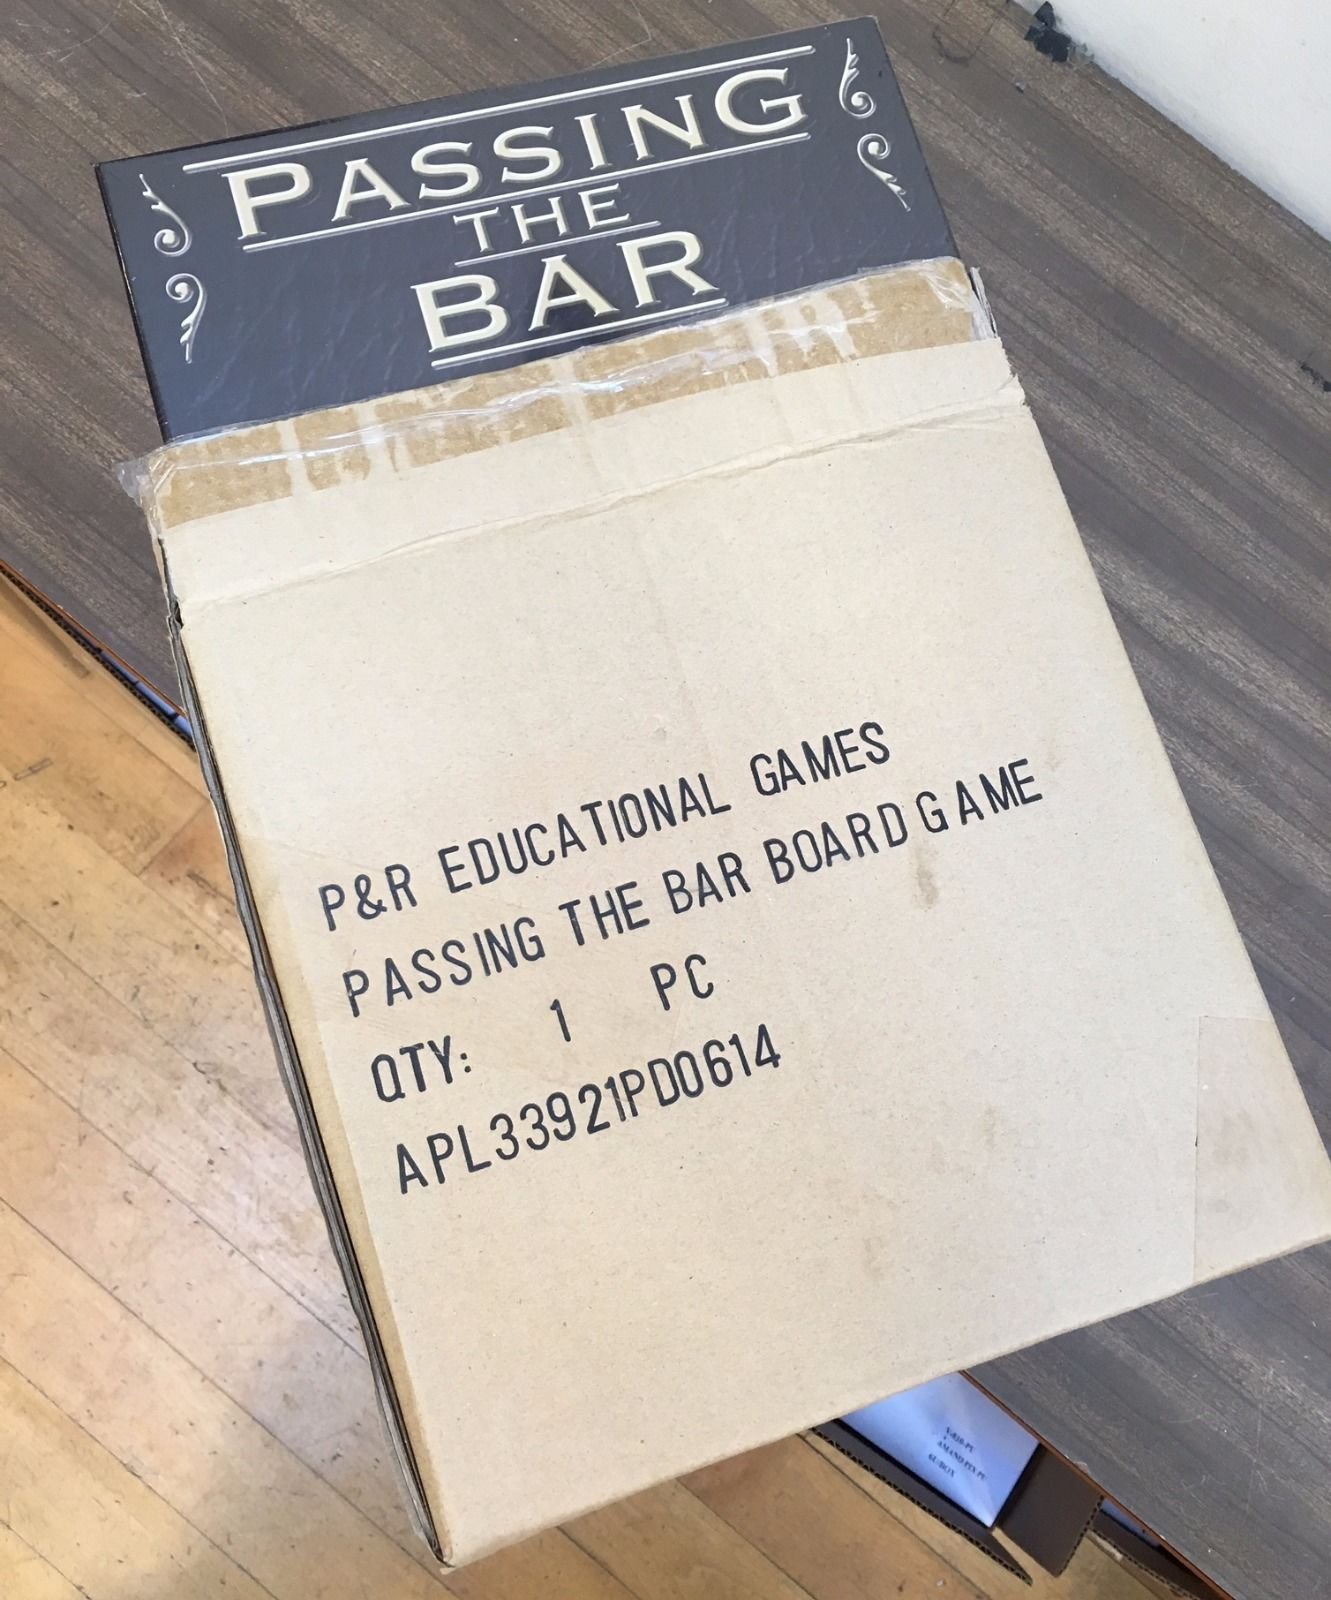 PASSING
THE
BAR
P&R EDUCATIONAL GAMES
PASSING THE BAR BOARD GAME
QTY: 1 PC
APL33921PD0614